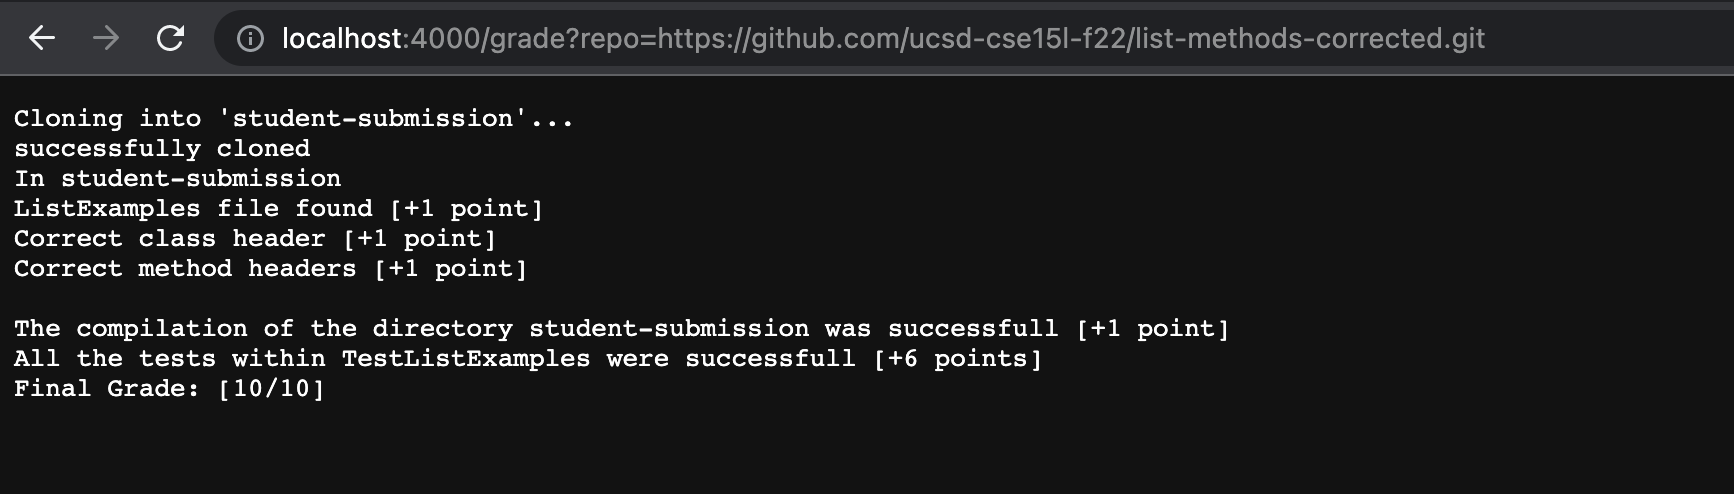 localhost:4000/grade?repo=https://github.com/ucsd-cse15l-f22/list-methods-corrected.git
Cloning into 'student-submission'...
successfully cloned
In student-submission
ListExamples file found [+1 point]
Correct class header [+1 point]
Correct method headers [+1 point]
The compilation of the directory student-submission was successfull [+1 point]
All the tests within TestListExamples were successfull [+6 points]
Final Grade: [10/10]